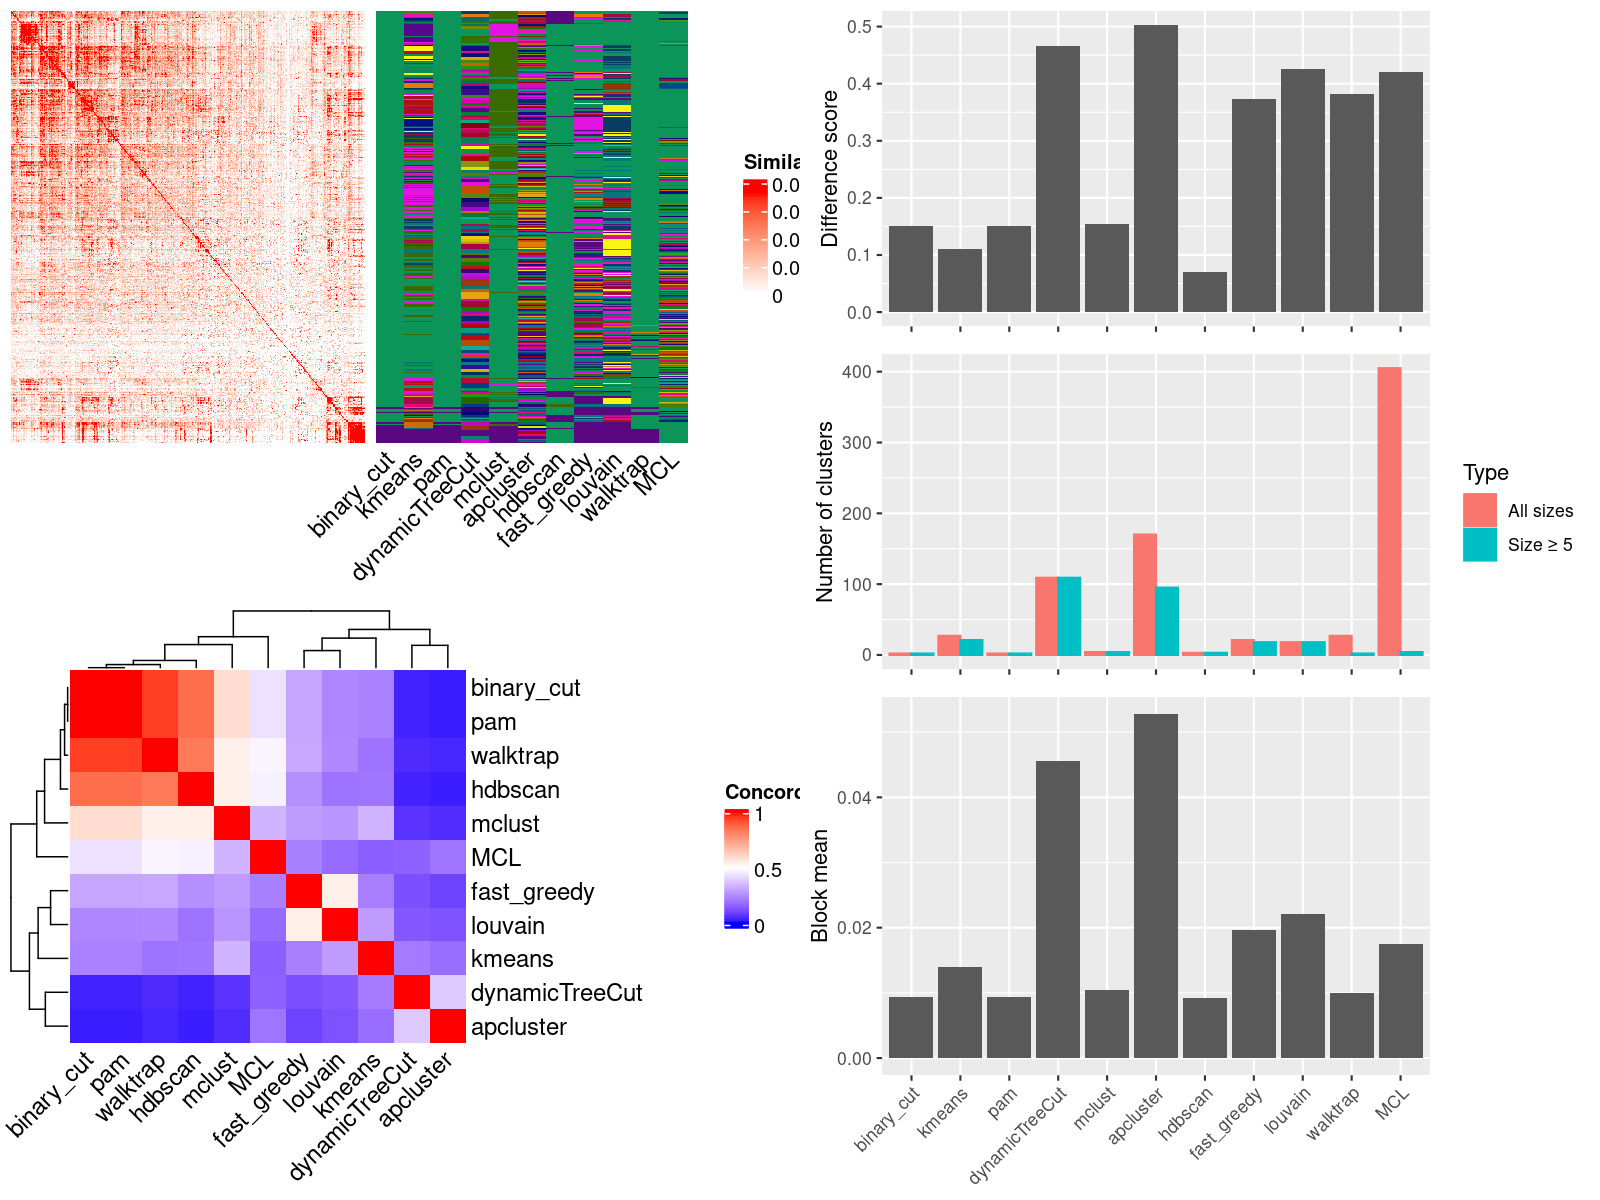 Simila
0.0
0.0
0.0
0.0
0
binary_cut
kmeans
pam
dynamicTreeCut
mclust
apcluster
hdbscan
fast_greedy
louvain
walktrap
MCL
binary_cut
pam
walktrap
hdbscan
mclust
MCL
fast_greedy
louvain
kmeans
dynamicTreeCut
apcluster
binary_cut
pam
walktrap
hdbscan
mclust
MCL
fast_greedy
louvain
kmeans
dynamicTreeCut
apcluster
Concord
1
0.5
0
Difference score
0.5
0.4
0.3
0.2
0.1
0.0
Number of clusters
400
300
200
100
0
Type
All sizes
Size ≥ 5
Block mean
0.04
0.02
0.00
binary_cut
kmeans
pam
dynamicTreeCut
mclust
apcluster
hdbscan
fast_greedy
louvain
walktrap
MCL